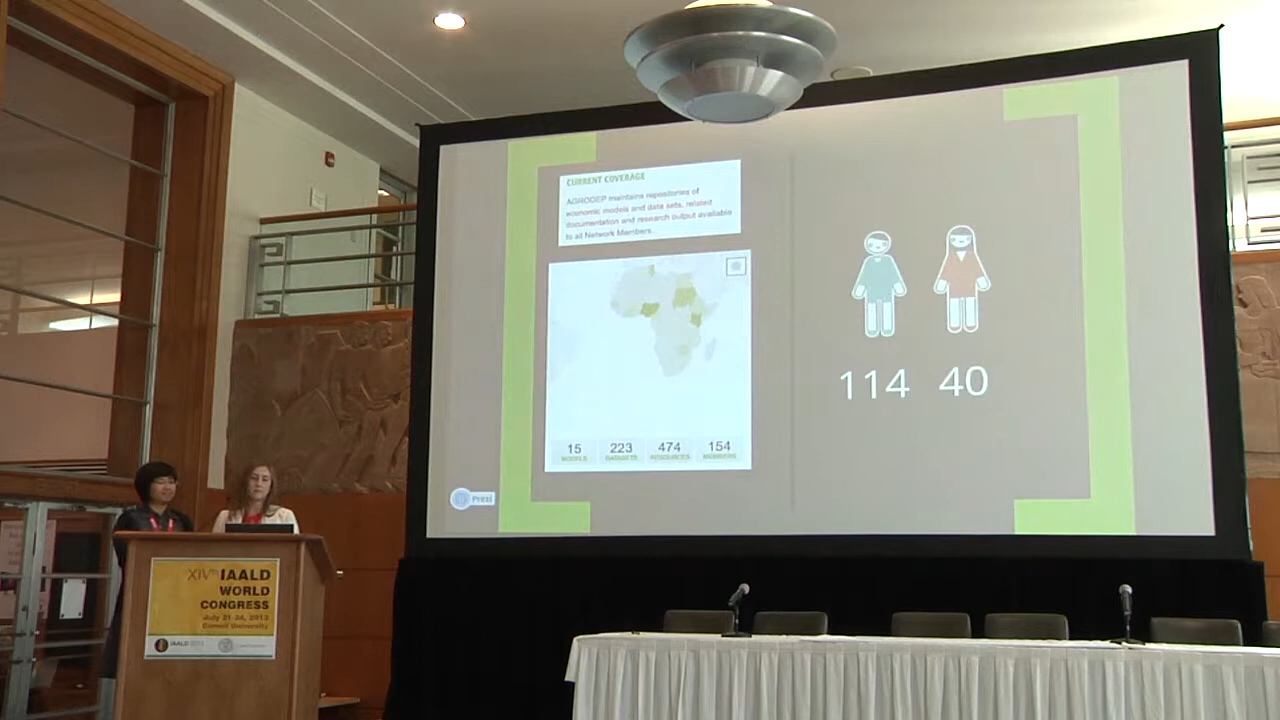 CURRENT COVERAGE
AGRODEP maintains repositories of
economic models and data sets, related
documentation and research output available
to all Network Members.
15 223 474 154
MODELS DATASETS RESOURCES MEMBERS
114 40
Prezi
XIVth IAALD
WORLD
CONGRESS
July 21-24, 2013
Cornell University
IAALD